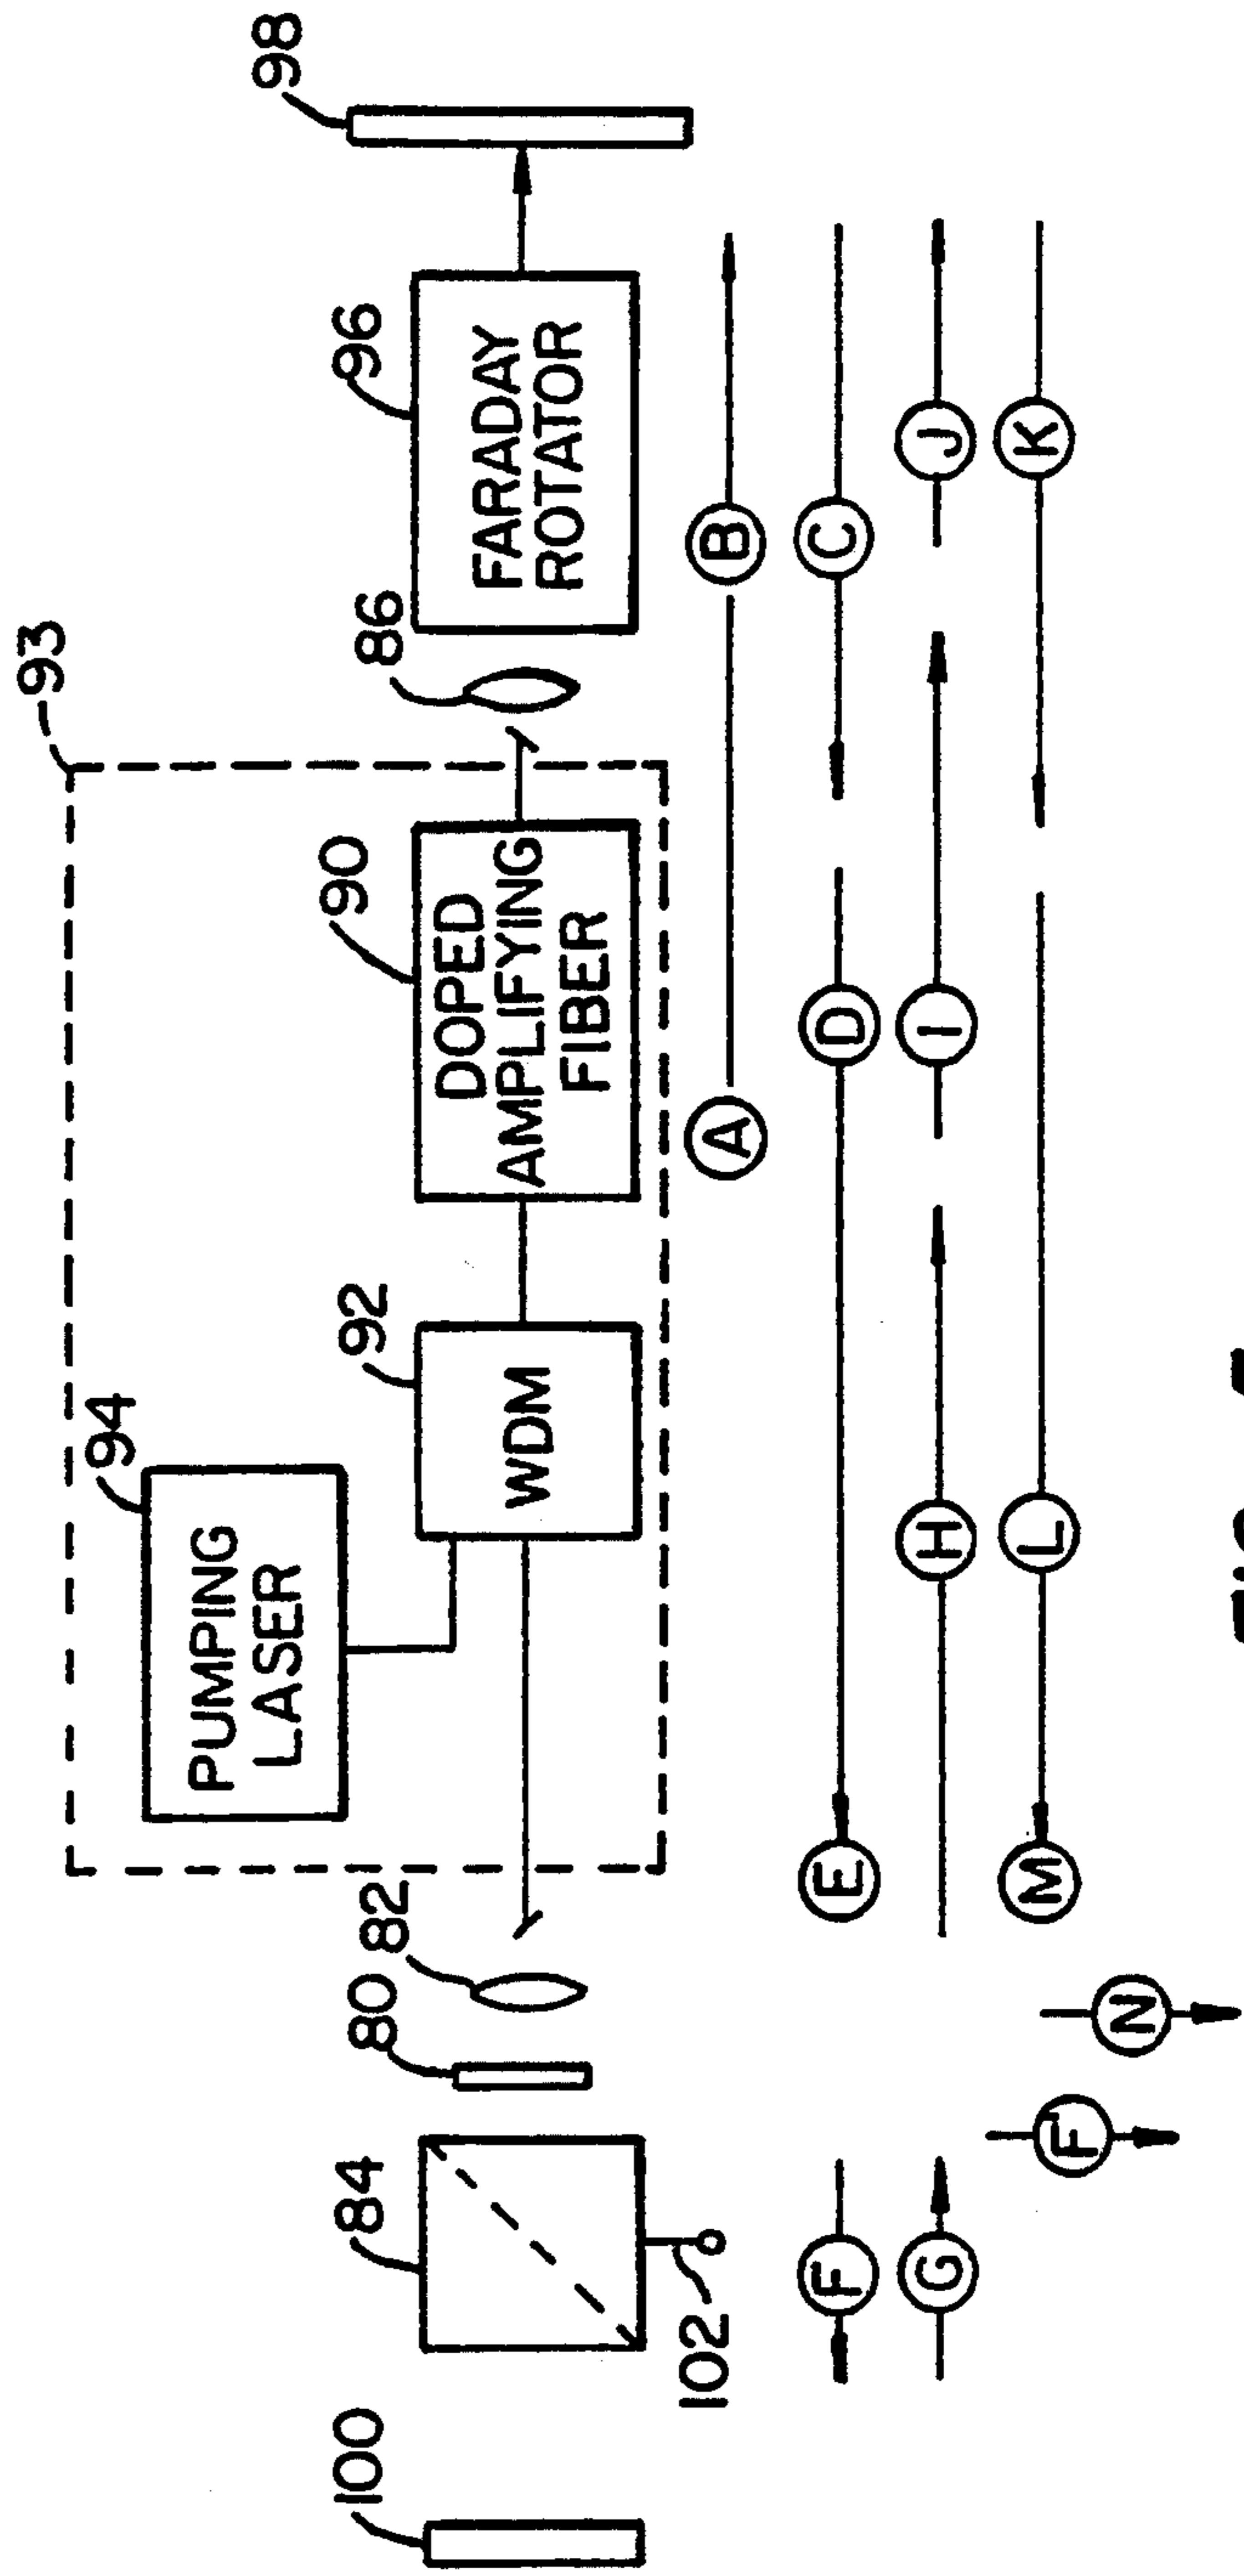 93
94
PUMPING
LASER
98
100
84
80
82
92
WDM
90
DOPED
AMPLIFYING
FIBER
86
96
FARADAY
ROTATOR
102
A
B
F
E
D
C
G
H
I
J
F'
N
M
L
K